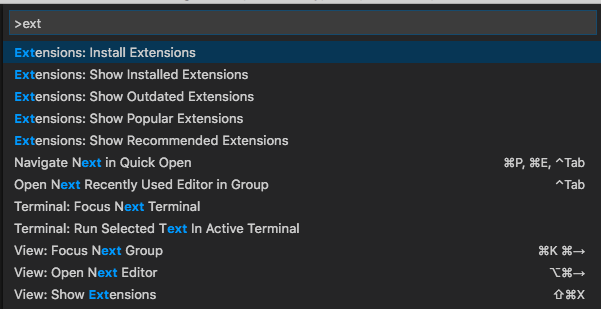 >ext
Extensions: Install Extensions
Extensions: Show Installed Extensions
Extensions: Show Outdated Extensions
Extensions: Show Popular Extensions
Extensions: Show Recommended Extensions
Navigate Next in Quick Open ⌘P, ⌘E, ^Tab
Open Next Recently Used Editor in Group ^Tab
Terminal: Focus Next Terminal
Terminal: Run Selected Text In Active Terminal
View: Focus Next Group ⌘K ⌘→
View: Open Next Editor ⌥⌘→
View: Show Extensions ⇧⌘X